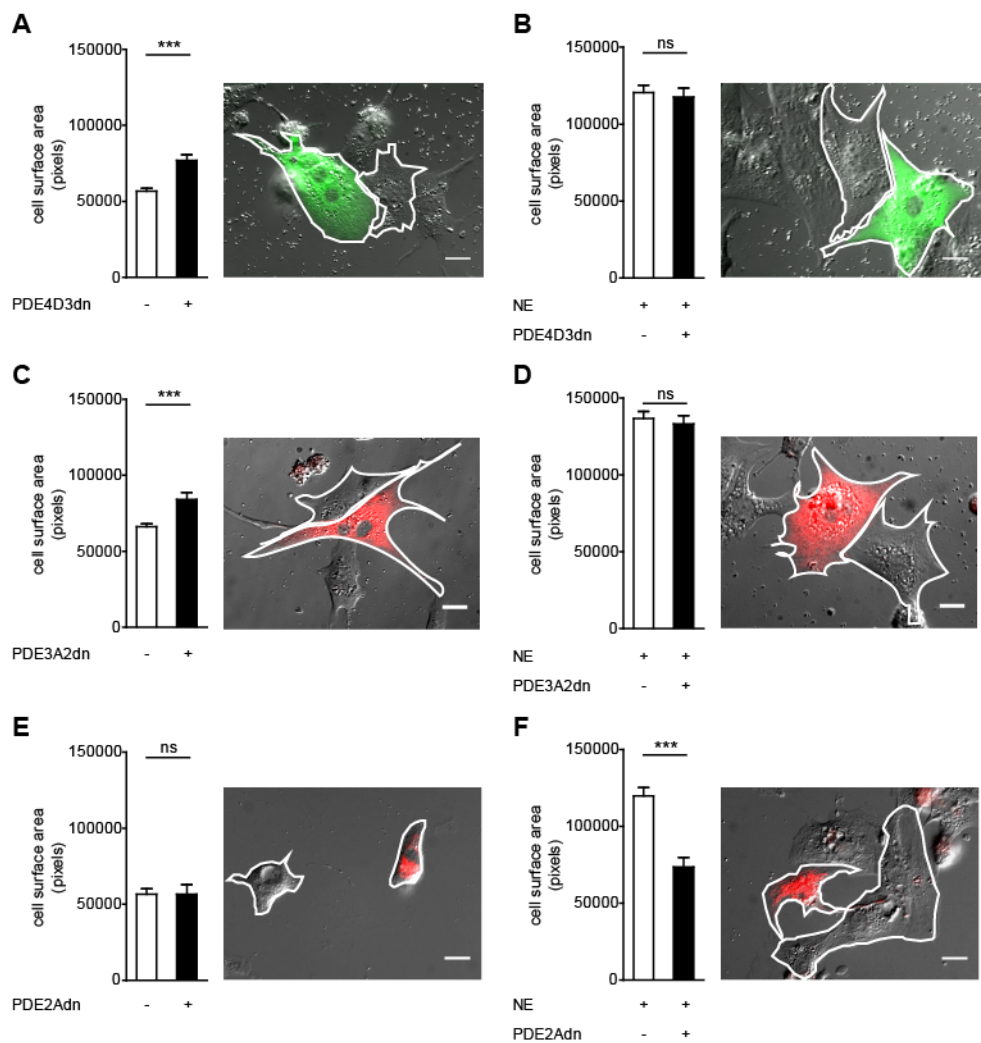 A
B
150000
100000
50000
0
cell surface area
(pixels)
***
PDE4D3dn
- +
150000
100000
50000
0
cell surface area
(pixels)
ns
NE
+ +
PDE4D3dn
- +
C
D
150000
100000
50000
0
cell surface area
(pixels)
***
PDE3A2dn
- +
150000
100000
50000
0
cell surface area
(pixels)
ns
NE
+ +
PDE3A2dn
- +
E
F
150000
100000
50000
0
cell surface area
(pixels)
ns
PDE2Adn
- +
150000
100000
50000
0
cell surface area
(pixels)
***
NE
+ +
PDE2Adn
- +